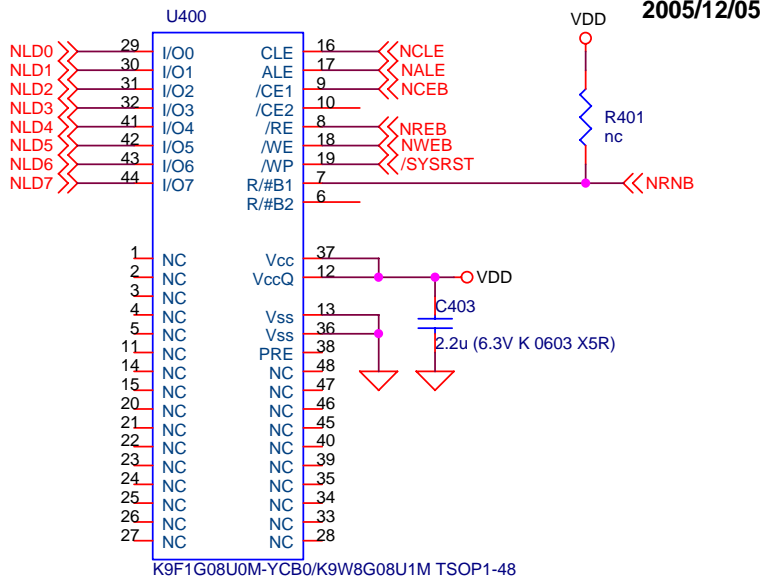 U400
VDD
2005/12/05
NLD0 29 I/O0 CLE 16 NCLE
NLD1 30 I/O1 ALE 17 NALE
NLD2 31 I/O2 /CE1 9 NCEB
NLD3 32 I/O3 /CE2 10
NLD4 41 I/O4 /RE 8 NREB
NLD5 42 I/O5 /WE 18 NWEB
NLD6 43 I/O6 /WP 19 /SYSRST
NLD7 44 I/O7 R/#B1 7 NRNB
R/#B2 6
R401
nc
1 NC Vcc 37
2 NC VccQ 12 VDD
3 NC
4 NC Vss 13
5 NC Vss 36
11 NC PRE 38
14 NC NC 48
15 NC NC 47
20 NC NC 46
21 NC NC 45
22 NC NC 40
23 NC NC 39
24 NC NC 35
25 NC NC 34
26 NC NC 33
27 NC NC 28
C403
2.2u (6.3V K 0603 X5R)
K9F1G08U0M-YCB0/K9W8G08U1M TSOP1-48